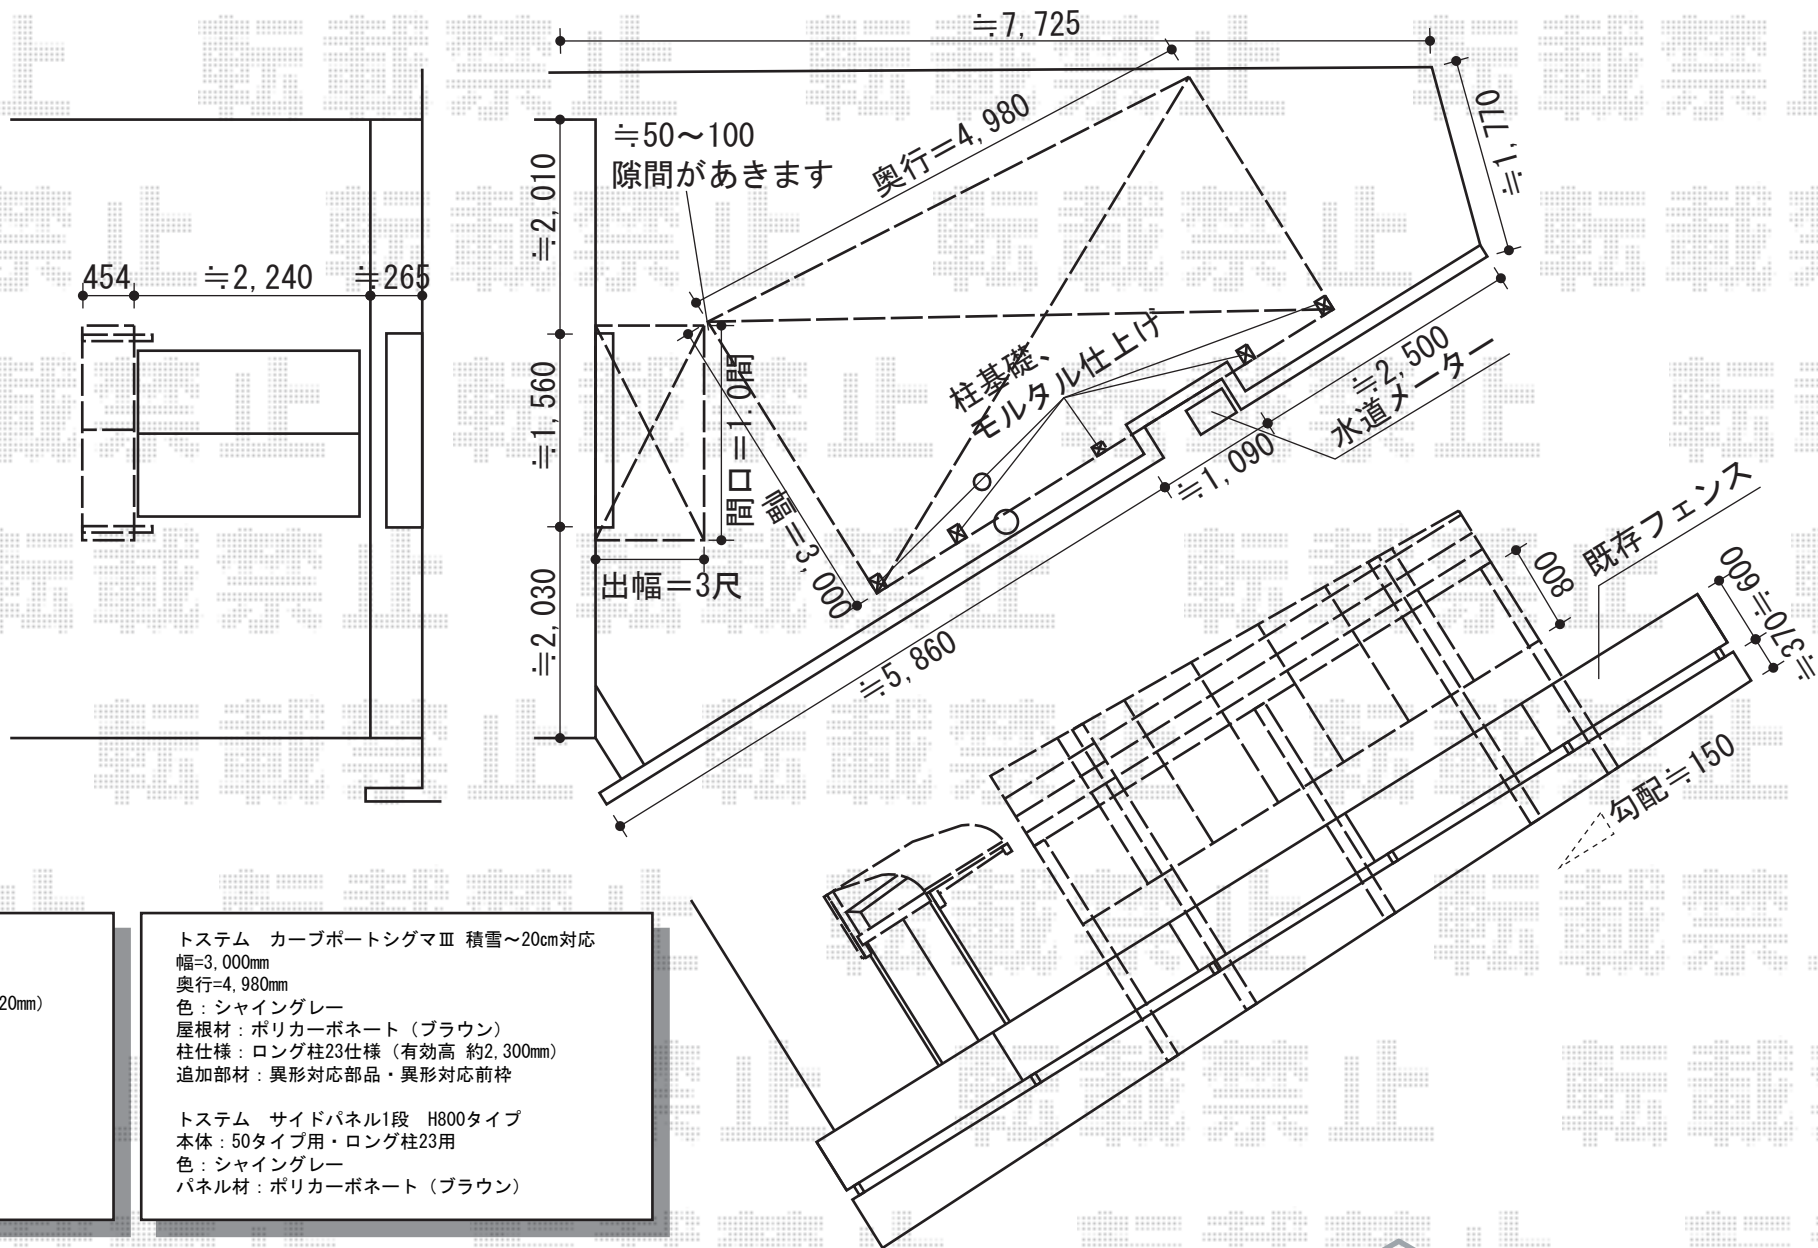 ≒7,725
≒50～100
隙間があきます
奥行＝4,980
≒1,770
≒2,010
454
≒2,240
≒265
柱基礎、
モルタル仕上げ
≒2,500
水道メーター
≒1,560
間口＝1.0間
幅＝3,000
≒1,090
既存フェンス
出幅＝3尺
≒2,030
≒5,860
800
≒600
≒370
勾配≒150
20mm）
トステム　カーブポートシグマⅢ 積雪～20cm対応
幅=3,000mm
奥行=4,980mm
色：シャイングレー
屋根材：ポリカーボネート（ブラウン）
柱仕様：ロング柱23仕様（有効高 約2,300mm）
追加部材：異形対応部品・異形対応前枠
トステム　サイドパネル1段　H800タイプ
本体：50タイプ用・ロング柱23用
色：シャイングレー
パネル材：ポリカーボネート（ブラウン）
転載禁止